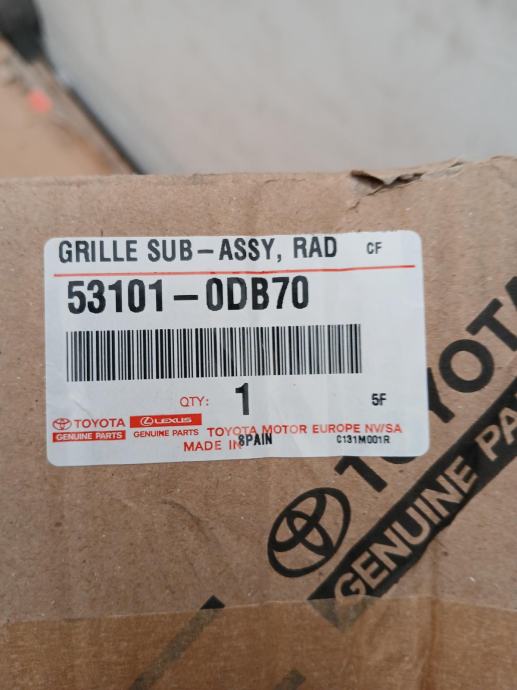 GRILLE SUB-ASSY, RAD CF
53101-0DB70
QTY: 1 5F
TOYOTA LEXUS
GENUINE PARTS GENUINE PARTS TOYOTA MOTOR EUROPE NV/SA
MADE IN SPAIN C131M001R
TOYOTA
GENUINE PA